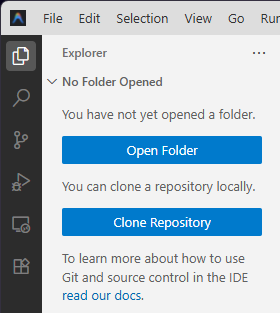 File Edit Selection View Go
Explorer
No Folder Opened
You have not yet opened a folder.
Open Folder
You can clone a repository locally.
Clone Repository
To learn more about how to use
Git and source control in the IDE
read our docs.